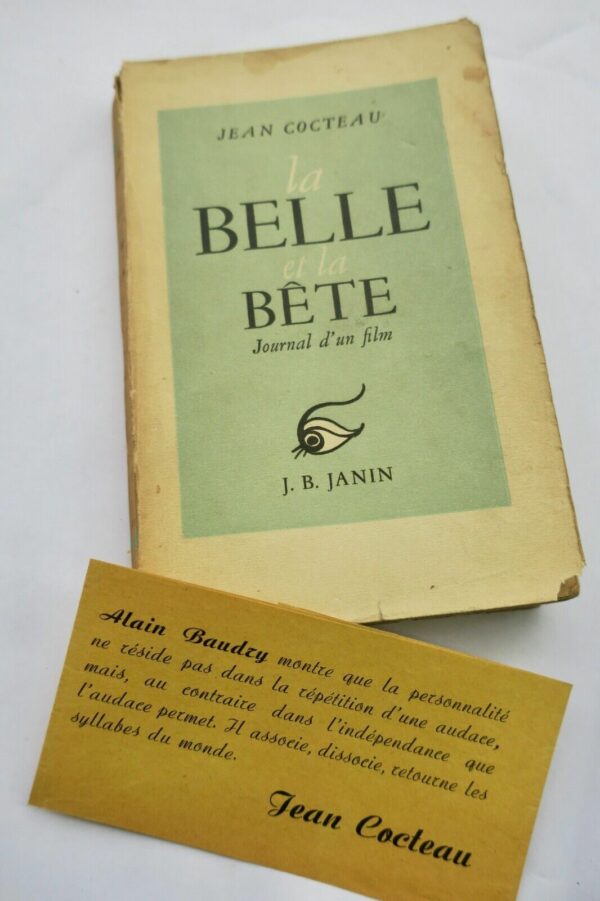 JEAN COCTEAU
la
BELLE
et la
BÊTE
Journal d'un film
J. B. JANIN
Alain Baudry montre que la personnalité
ne réside pas dans la répétition d'une audace,
mais, au contraire dans l'indépendance que
l'audace permet. Il associe, dissocie, retourne les
syllabes du monde.
Jean Cocteau